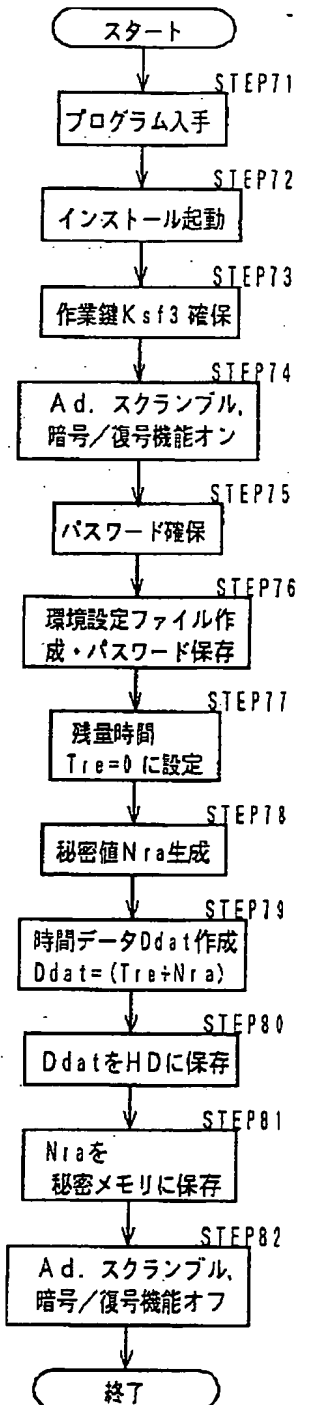 スタート
STEP71
プログラム入手
STEP72
インストール起動
STEP73
作業鍵Ksf3確保
STEP74
Ad. スクランブル、
暗号/復号機能オン
STEP75
パスワード確保
STEP76
環境設定ファイル作
成・パスワード保存
STEP77
残量時間
Tre=0に設定
STEP78
秘密値Nra生成
STEP79
時間データDdat作成
Ddat=(Tre+Nra)
STEP80
DdatをHDに保存
STEP81
Nraを
秘密メモリに保存
STEP82
Ad. スクランブル、
暗号/復号機能オフ
終了